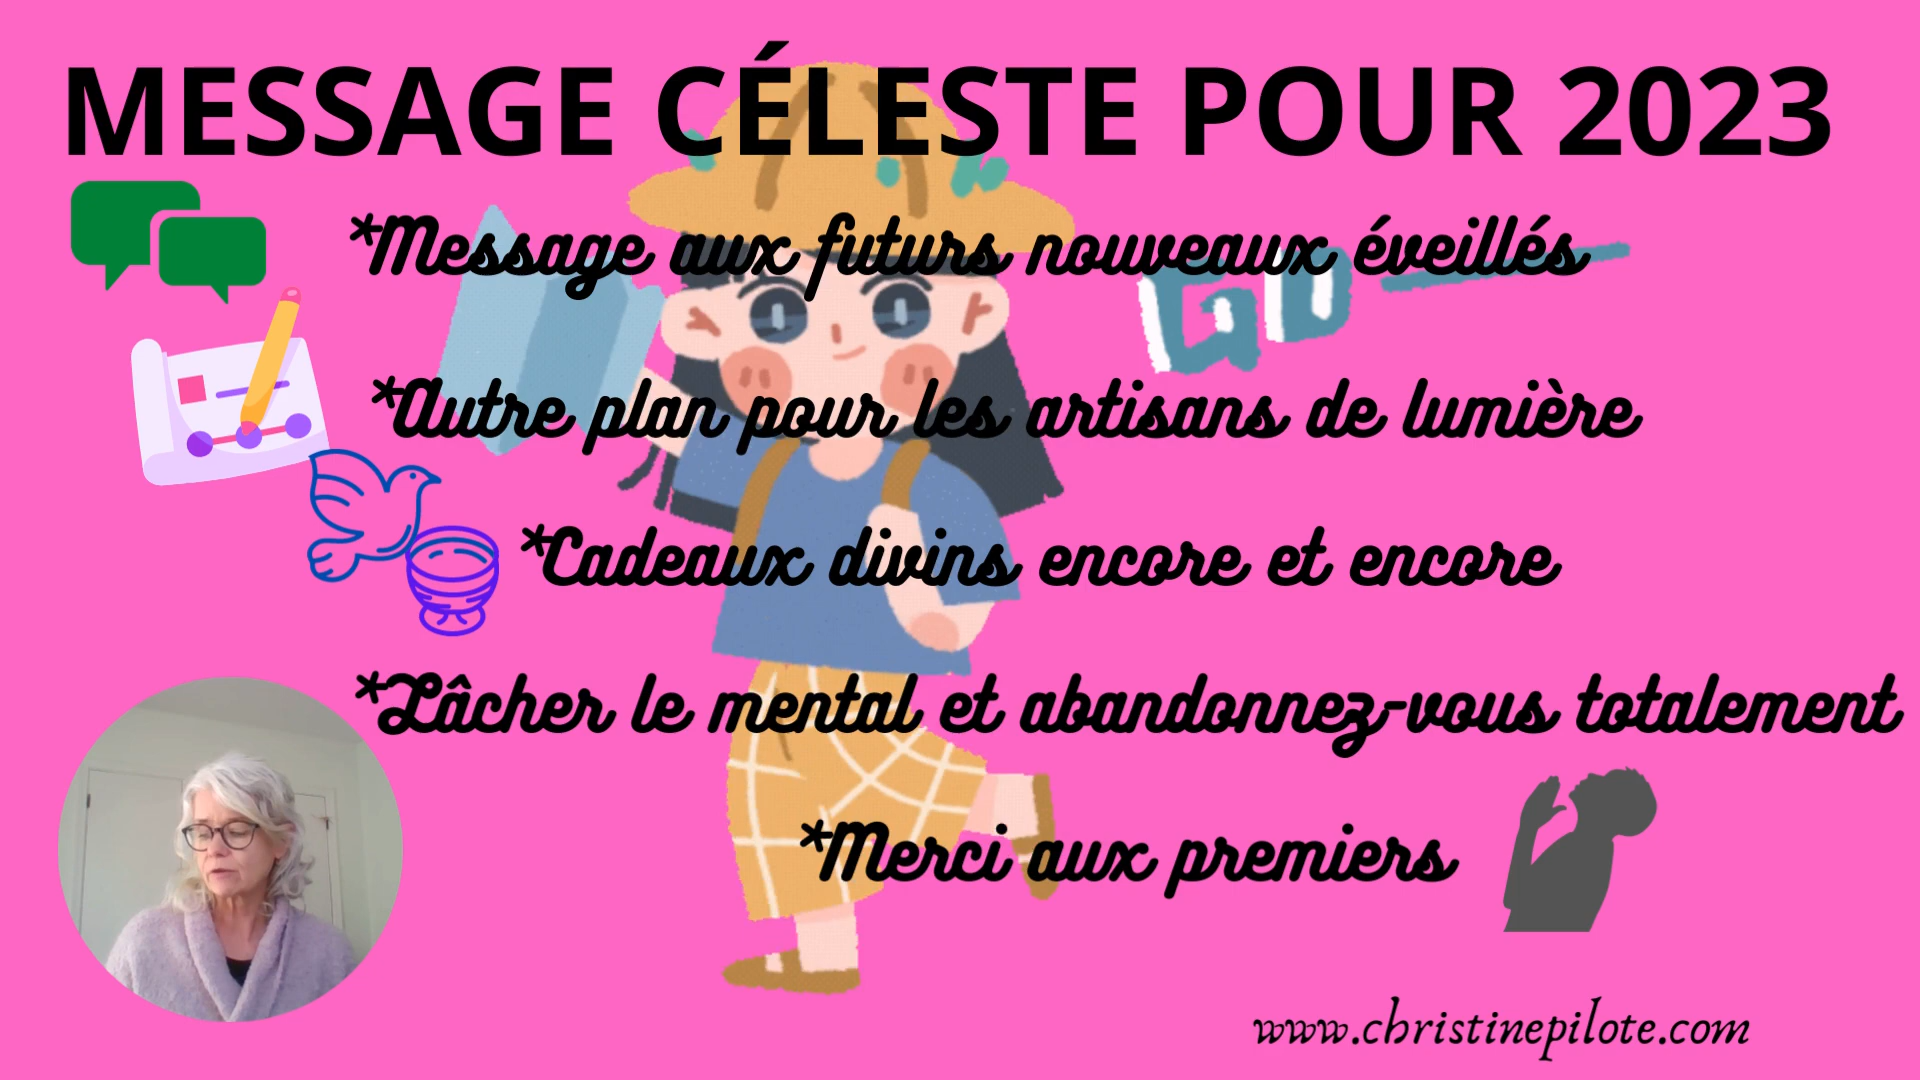 MESSAGE CÉLESTE POUR 2023
*Message aux futurs nouveaux éveillés
GO
*Autre plan pour les artisans de lumière
*Cadeaux divins encore et encore
*Lâcher le mental et abandonnez-vous totalement
*Merci aux premiers
www.christinepilote.com